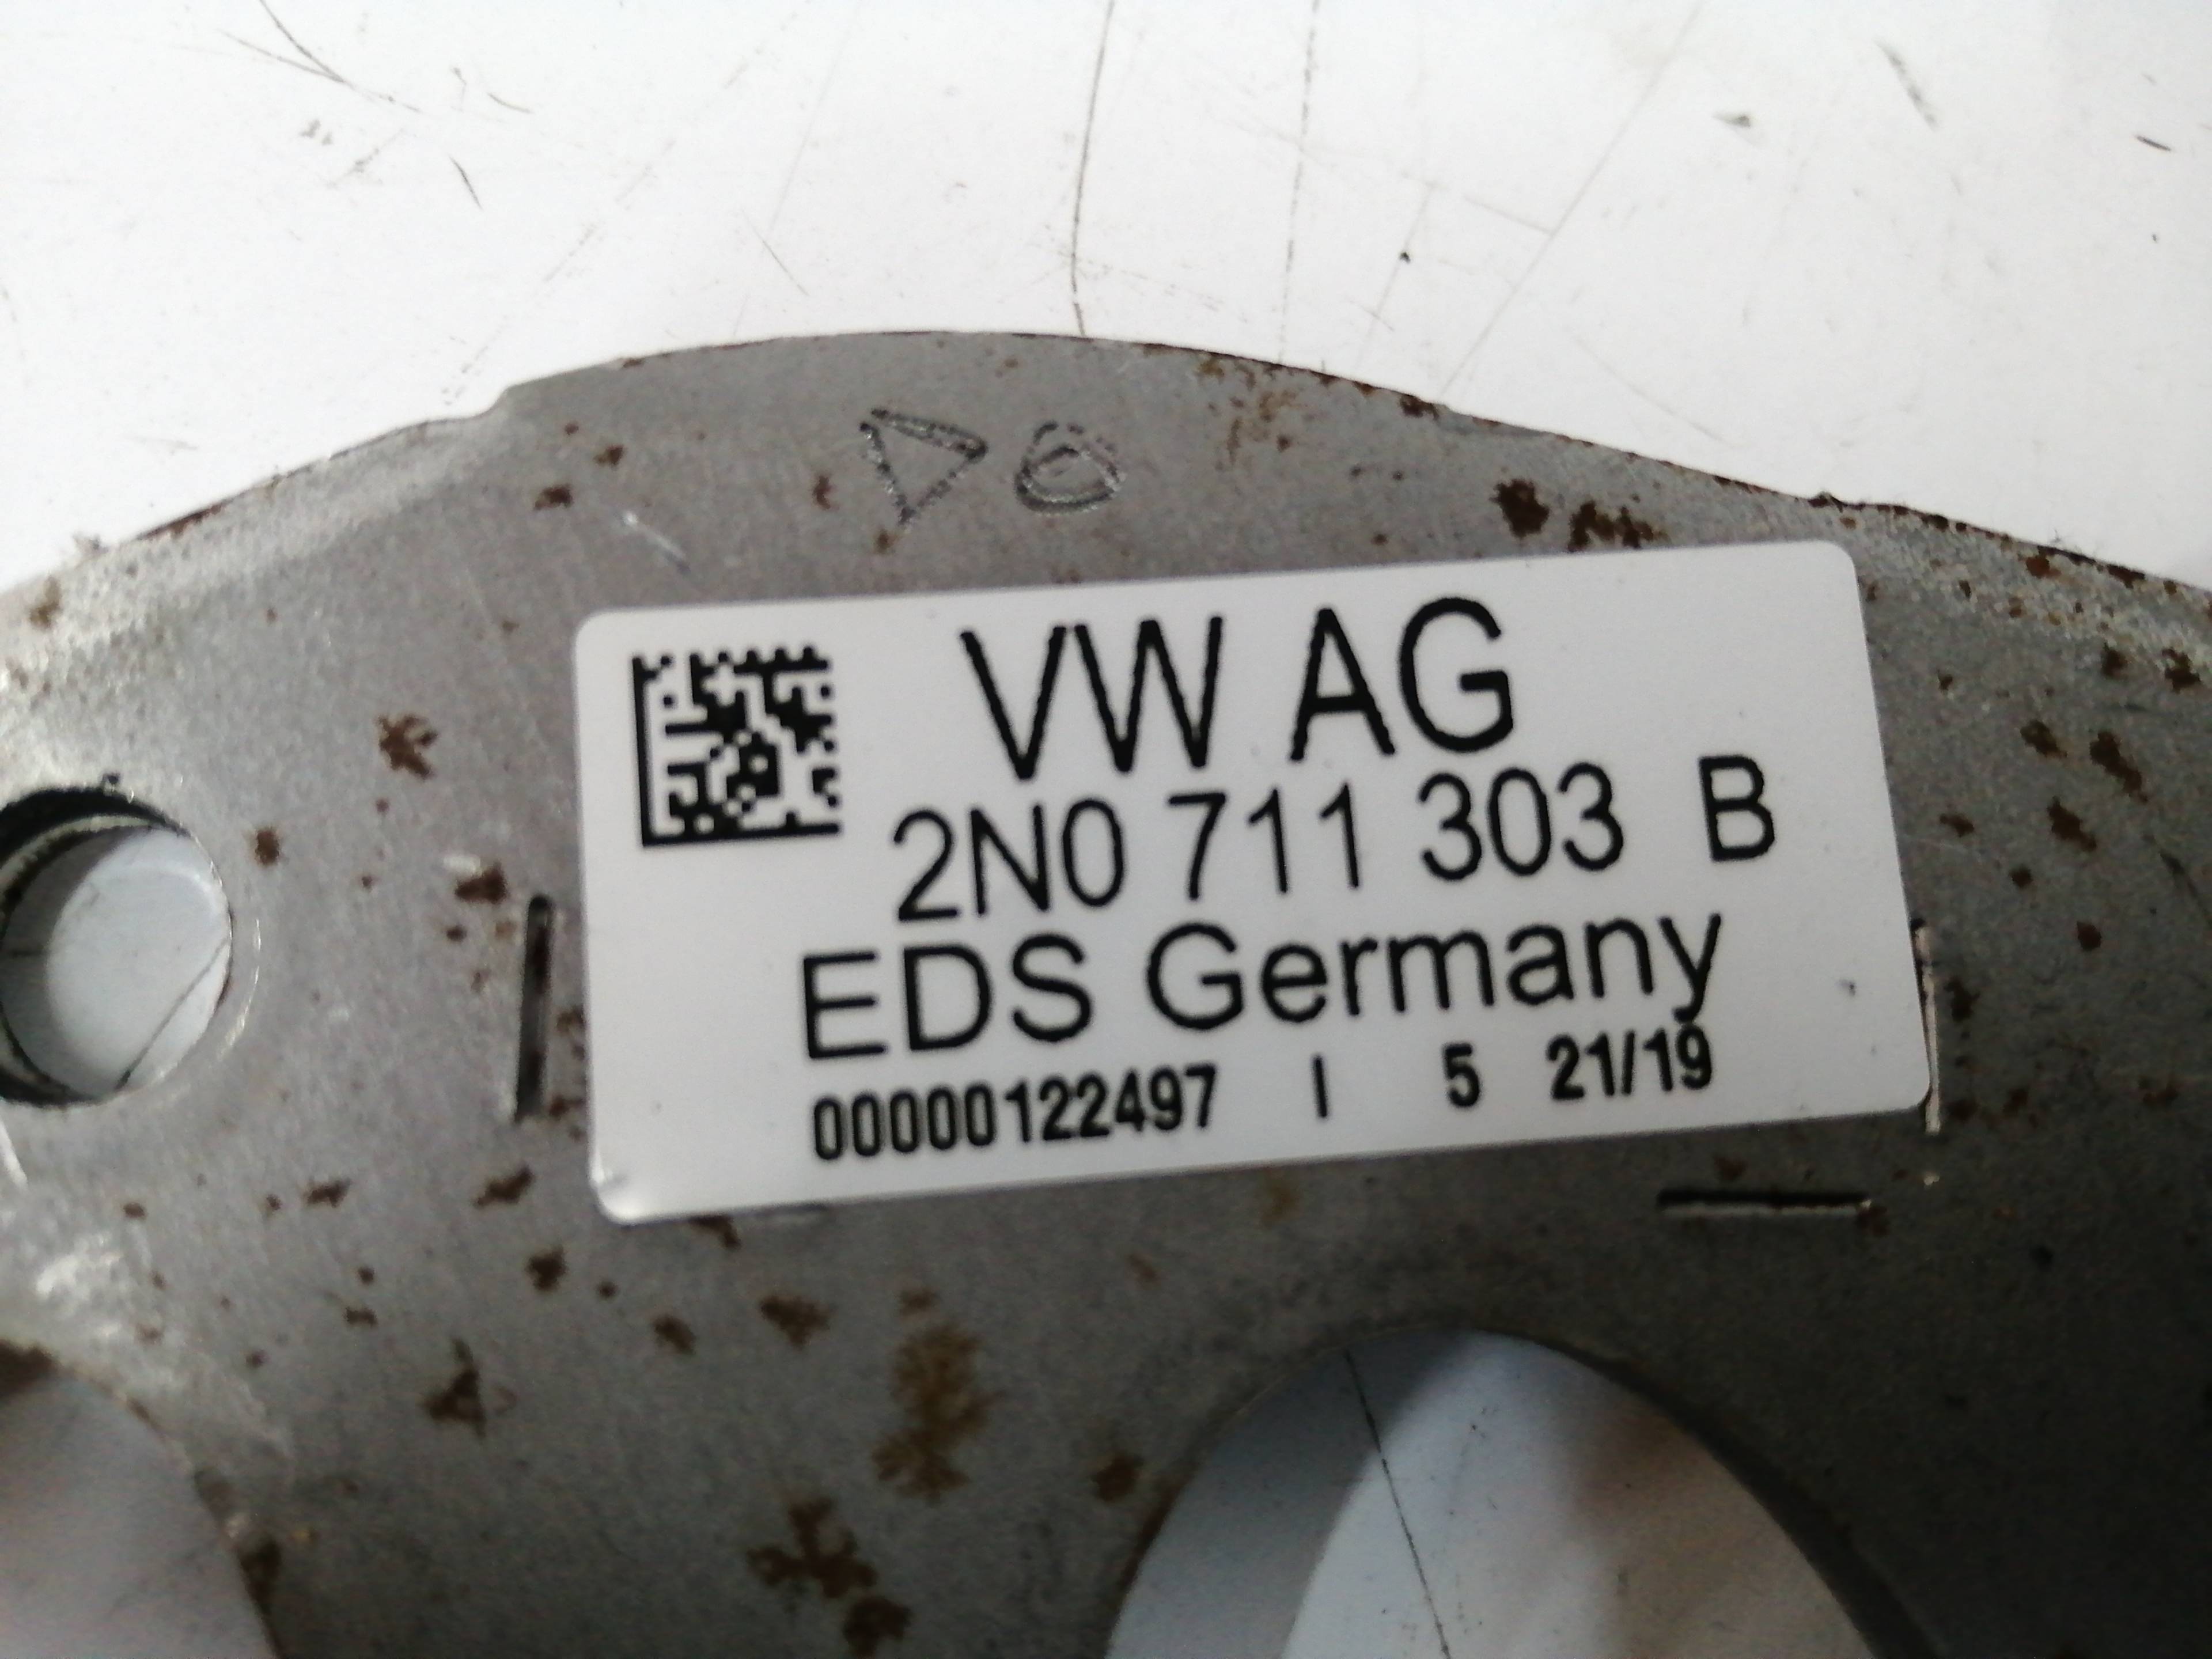 VW AG
2N0 711 303 B
EDS Germany
00000122497 I 5 21/19